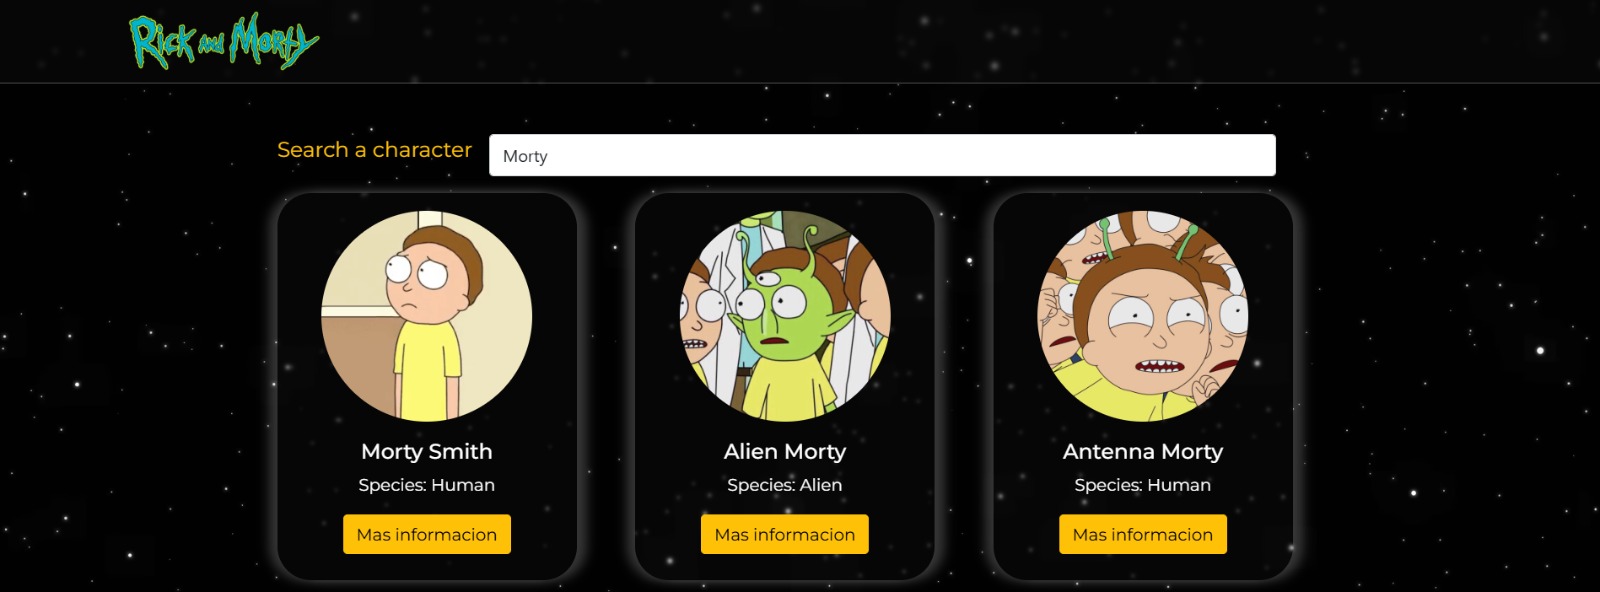 Rick and Morty
Search a character
Morty
Morty Smith
Species: Human
Mas informacion
Alien Morty
Species: Alien
Mas informacion
Antenna Morty
Species: Human
Mas informacion